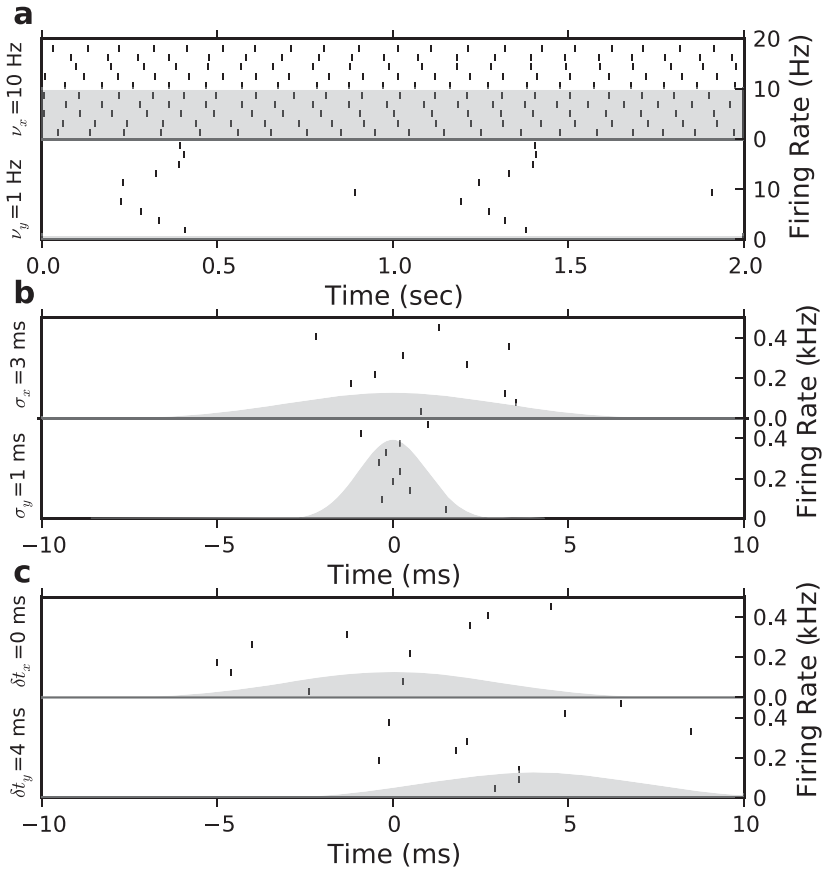 a
ν_x=10 Hz
ν_y=1 Hz
20
10
0
10
0
Firing Rate (Hz)
0.0 0.5 1.0 1.5 2.0
Time (sec)
b
σ_x=3 ms
σ_y=1 ms
0.4
0.2
0.0
0.4
0.2
0
Firing Rate (kHz)
−10 −5 0 5 10
Time (ms)
c
δt_x=0 ms
δt_y=4 ms
0.4
0.2
0.0
0.4
0.2
0
Firing Rate (kHz)
−10 −5 0 5 10
Time (ms)